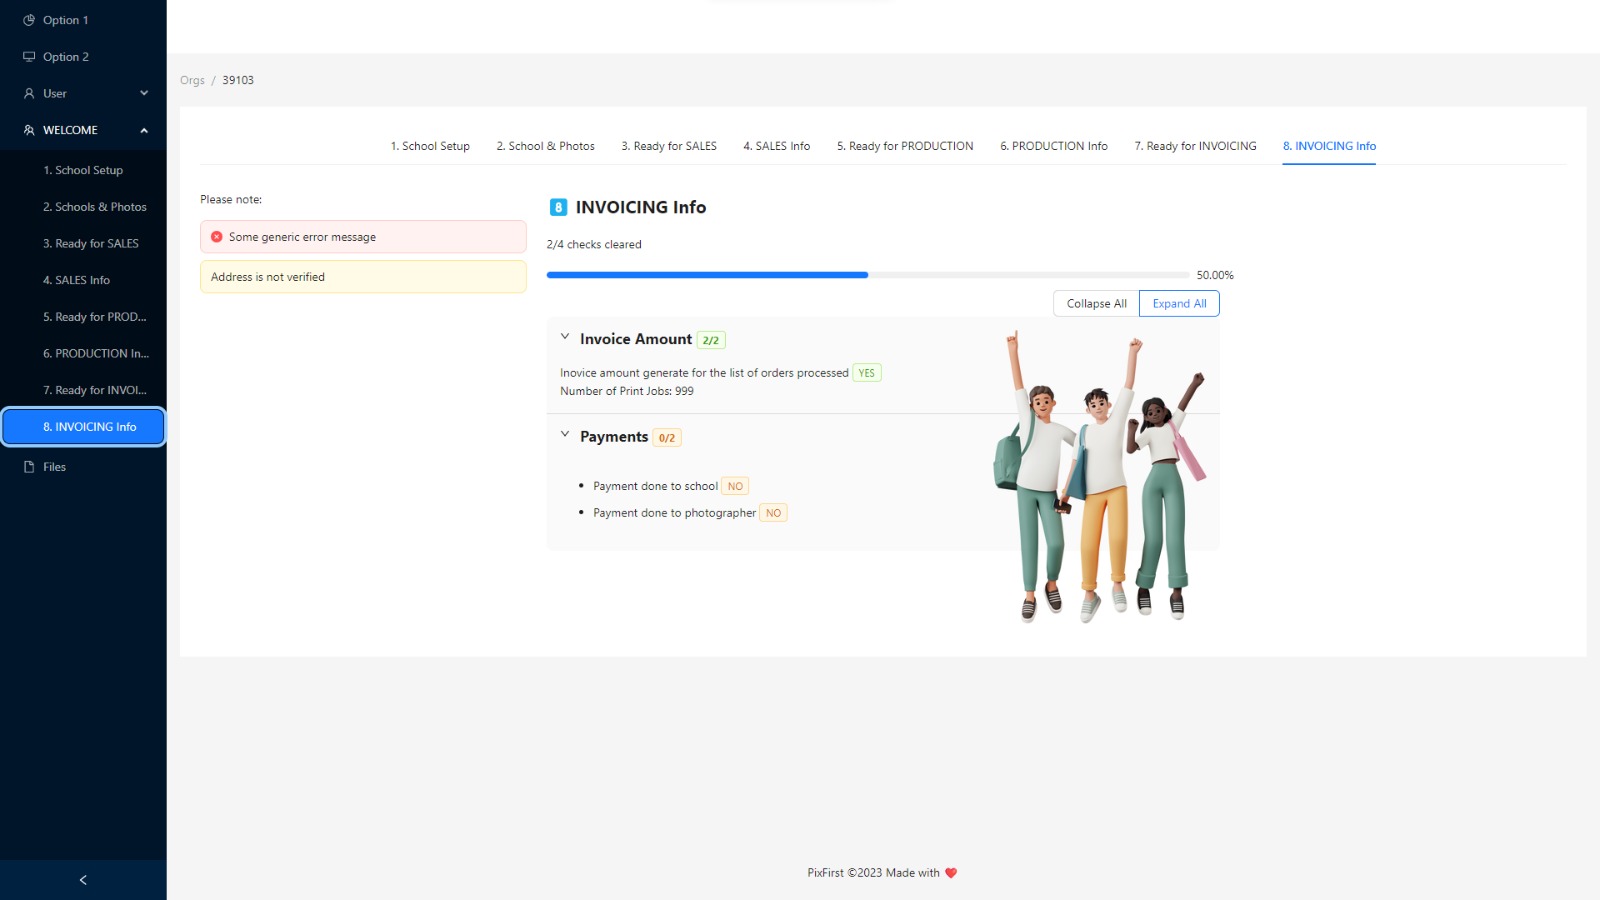 Option 1
Option 2
User
WELCOME
1. School Setup
2. Schools & Photos
3. Ready for SALES
4. SALES Info
5. Ready for PROD...
6. PRODUCTION In...
7. Ready for INVOI...
8. INVOICING Info
Files
Orgs / 39103
1. School Setup 2. School & Photos 3. Ready for SALES 4. SALES Info 5. Ready for PRODUCTION 6. PRODUCTION Info 7. Ready for INVOICING 8. INVOICING Info
Please note:
Some generic error message
Address is not verified
8 INVOICING Info
2/4 checks cleared
50.00%
Collapse All Expand All
Invoice Amount 2/2
Inovice amount generate for the list of orders processed YES
Number of Print Jobs: 999
Payments 0/2
• Payment done to school NO
• Payment done to photographer NO
PixFirst ©2023 Made with ❤️